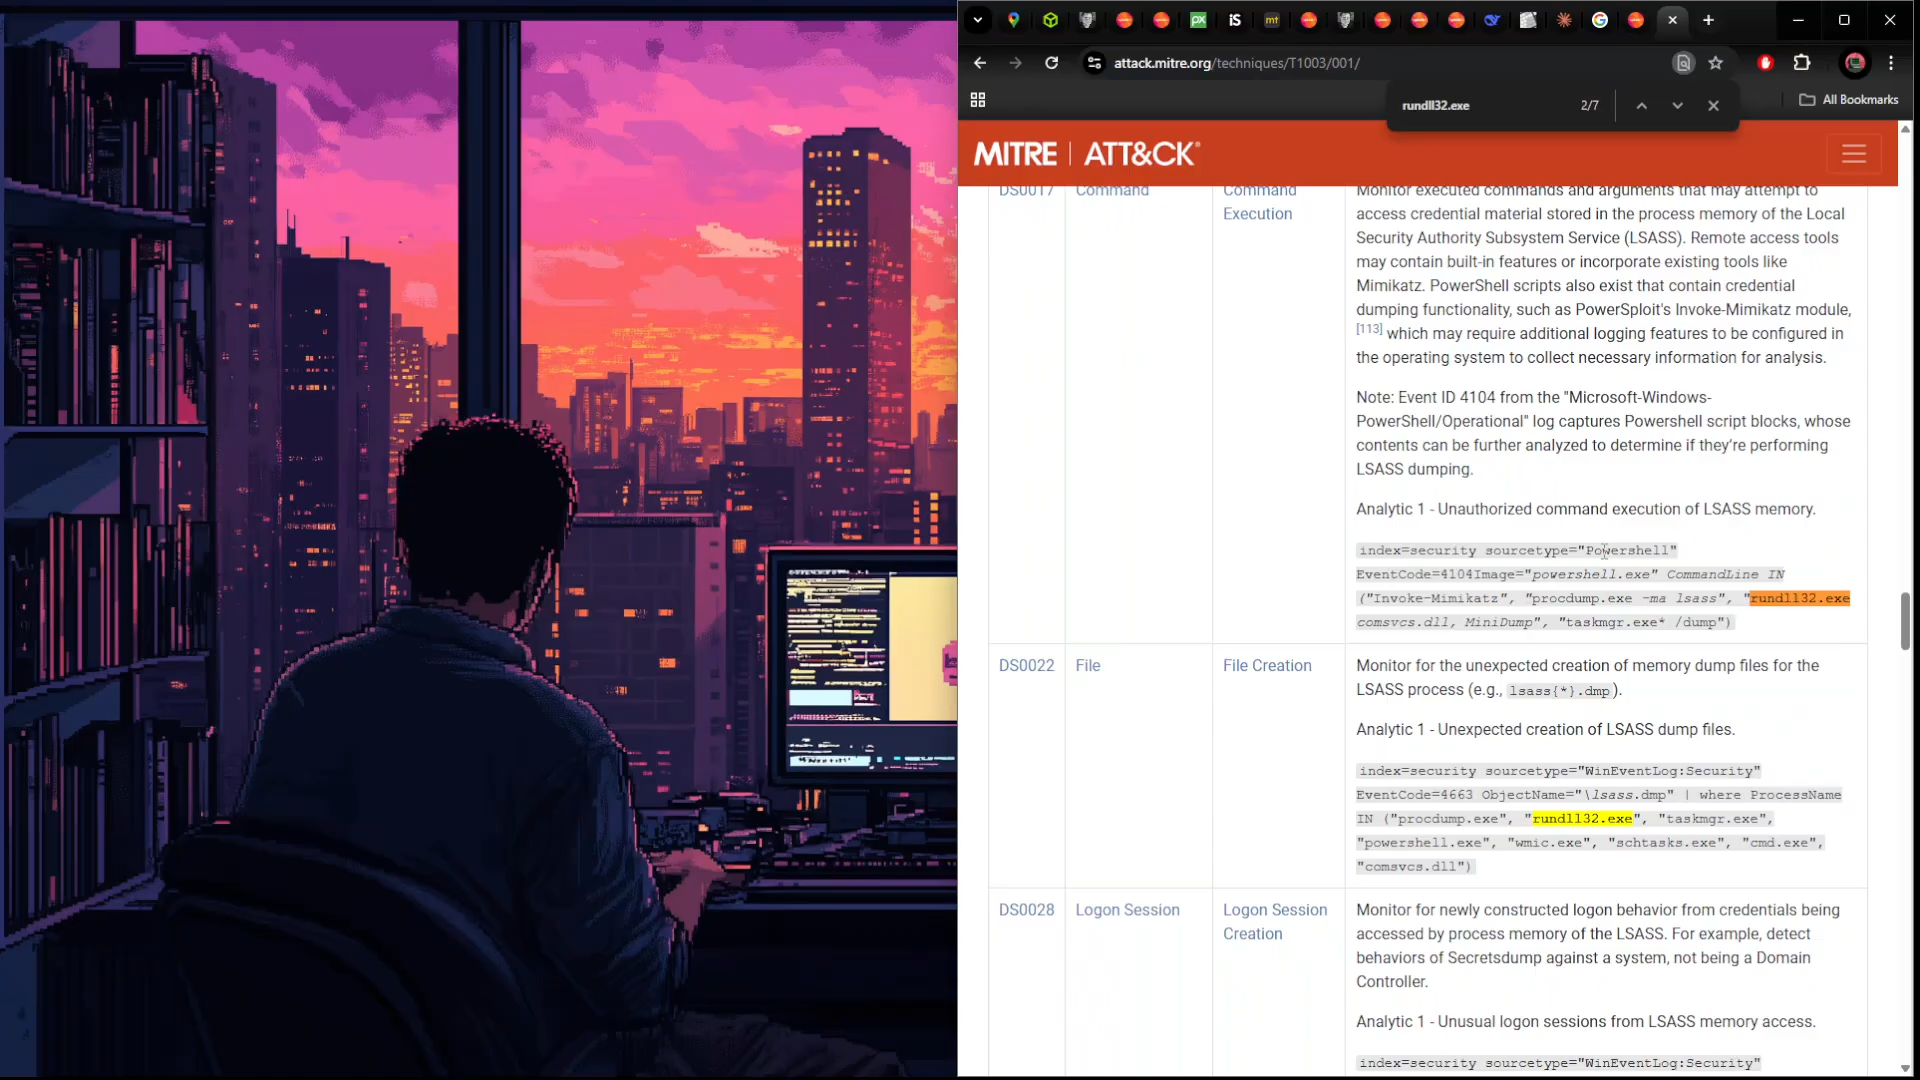 attack.mitre.org/techniques/T1003/001/
rundll32.exe 2/7
All Bookmarks
MITRE | ATT&CK®
DS0017 Command Command Execution
Monitor executed commands and arguments that may attempt to
access credential material stored in the process memory of the Local
Security Authority Subsystem Service (LSASS). Remote access tools
may contain built-in features or incorporate existing tools like
Mimikatz. PowerShell scripts also exist that contain credential
dumping functionality, such as PowerSploit's Invoke-Mimikatz module,
[113] which may require additional logging features to be configured in
the operating system to collect necessary information for analysis.
Note: Event ID 4104 from the "Microsoft-Windows-
PowerShell/Operational" log captures Powershell script blocks, whose
contents can be further analyzed to determine if they're performing
LSASS dumping.
Analytic 1 - Unauthorized command execution of LSASS memory.
index=security sourcetype="Powershell"
EventCode=4104Image="powershell.exe" CommandLine IN
("Invoke-Mimikatz", "procdump.exe -ma lsass", "rundll32.exe
comsvcs.dll, MiniDump", "taskmgr.exe* /dump")
DS0022 File File Creation
Monitor for the unexpected creation of memory dump files for the
LSASS process (e.g., lsass{*}.dmp).
Analytic 1 - Unexpected creation of LSASS dump files.
index=security sourcetype="WinEventLog:Security"
EventCode=4663 ObjectName="\lsass.dmp" | where ProcessName
IN ("procdump.exe", "rundll32.exe", "taskmgr.exe",
"powershell.exe", "wmic.exe", "schtasks.exe", "cmd.exe",
"comsvcs.dll")
DS0028 Logon Session Logon Session Creation
Monitor for newly constructed logon behavior from credentials being
accessed by process memory of the LSASS. For example, detect
behaviors of Secretsdump against a system, not being a Domain
Controller.
Analytic 1 - Unusual logon sessions from LSASS memory access.
index=security sourcetype="WinEventLog:Security"